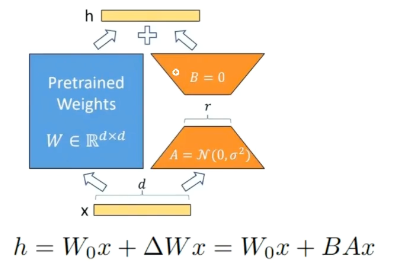 h
Pretrained
Weights
W ∈ ℝ^{d×d}
B = 0
r
A = 𝒩(0, σ²)
d
x
h = W₀x + ΔWx = W₀x + BAx